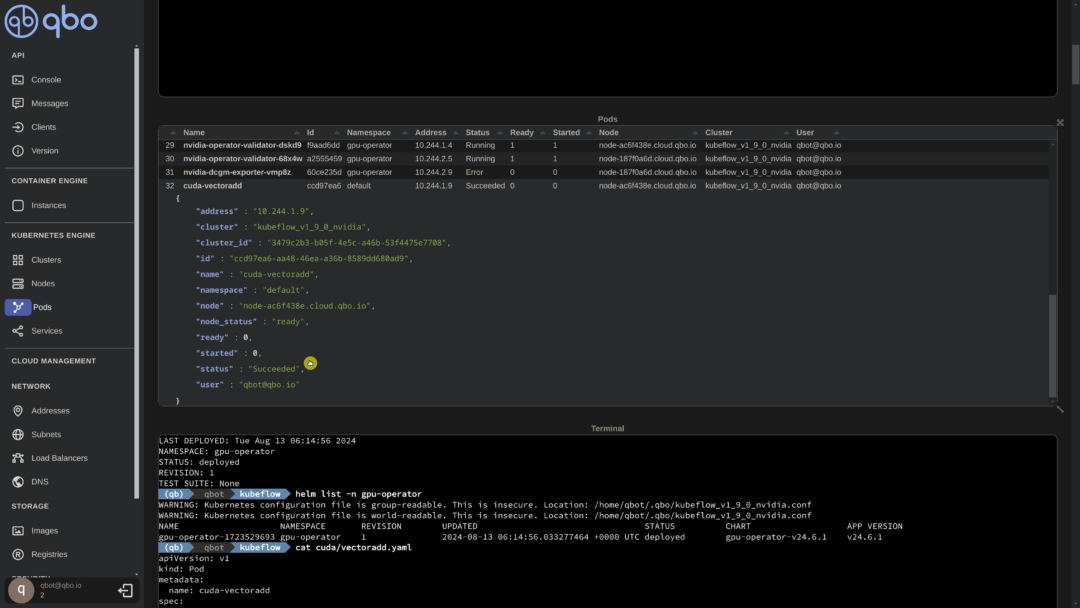 qbo
API
Console
Messages
Clients
Version
CONTAINER ENGINE
Instances
KUBERNETES ENGINE
Clusters
Nodes
Pods
Services
CLOUD MANAGEMENT
NETWORK
Addresses
Subnets
Load Balancers
DNS
STORAGE
Images
Registries
q
qbot@qbo.io
2
Pods
Name Id Namespace Address Status Ready Started Node Cluster User
29 nvidia-operator-validator-dskd9 f9aad6dd gpu-operator 10.244.1.4 Running 1 1 node-ac6f438e.cloud.qbo.io kubeflow_v1_9_0_nvidia qbot@qbo.io
30 nvidia-operator-validator-68x4w a2555459 gpu-operator 10.244.2.5 Running 1 1 node-187f0a6d.cloud.qbo.io kubeflow_v1_9_0_nvidia qbot@qbo.io
31 nvidia-dcgm-exporter-vmp8z 60ce235d gpu-operator 10.244.2.9 Error 0 0 node-187f0a6d.cloud.qbo.io kubeflow_v1_9_0_nvidia qbot@qbo.io
32 cuda-vectoradd ccd97ea6 default 10.244.1.9 Succeeded 0 0 node-ac6f438e.cloud.qbo.io kubeflow_v1_9_0_nvidia qbot@qbo.io
{
"address" : "10.244.1.9",
"cluster" : "kubeflow_v1_9_0_nvidia",
"cluster_id" : "3479c2b3-b05f-4e5c-a46b-53f4475e7708",
"id" : "ccd97ea6-aa48-46ea-a36b-8589dd680ad9",
"name" : "cuda-vectoradd",
"namespace" : "default",
"node" : "node-ac6f438e.cloud.qbo.io",
"node_status" : "ready",
"ready" : 0,
"started" : 0,
"status" : "Succeeded",
"user" : "qbot@qbo.io"
}
Terminal
LAST DEPLOYED: Tue Aug 13 06:14:56 2024
NAMESPACE: gpu-operator
STATUS: deployed
REVISION: 1
TEST SUITE: None
(qb) qbot kubeflow helm list -n gpu-operator
WARNING: Kubernetes configuration file is group-readable. This is insecure. Location: /home/qbot/.qbo/kubeflow_v1_9_0_nvidia.conf
WARNING: Kubernetes configuration file is world-readable. This is insecure. Location: /home/qbot/.qbo/kubeflow_v1_9_0_nvidia.conf
NAME NAMESPACE REVISION UPDATED STATUS CHART APP VERSION
gpu-operator-1723529693 gpu-operator 1 2024-08-13 06:14:56.033277464 +0000 UTC deployed gpu-operator-v24.6.1 v24.6.1
(qb) qbot kubeflow cat cuda/vectoradd.yaml
apiVersion: v1
kind: Pod
metadata:
name: cuda-vectoradd
spec: